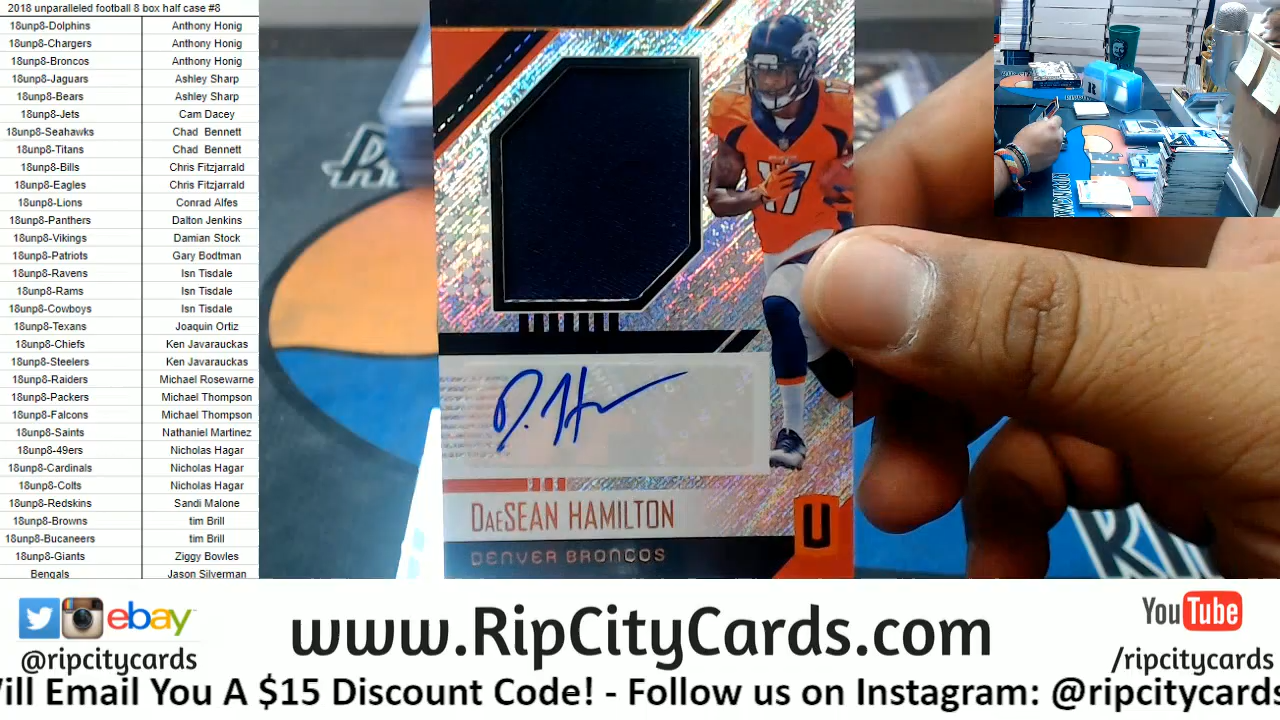 2018 unparalleled football 8 box half case #8
18unp8-Dolphins Anthony Honig
18unp8-Chargers Anthony Honig
18unp8-Broncos Anthony Honig
18unp8-Jaguars Ashley Sharp
18unp8-Bears Ashley Sharp
18unp8-Jets Cam Dacey
18unp8-Seahawks Chad Bennett
18unp8-Titans Chad Bennett
18unp8-Bills Chris Fitzjarrald
18unp8-Eagles Chris Fitzjarrald
18unp8-Lions Conrad Alfes
18unp8-Panthers Dalton Jenkins
18unp8-Vikings Damian Stock
18unp8-Patriots Gary Bodtman
18unp8-Ravens Isn Tisdale
18unp8-Rams Isn Tisdale
18unp8-Cowboys Isn Tisdale
18unp8-Texans Joaquin Ortiz
18unp8-Chiefs Ken Javarauckas
18unp8-Steelers Ken Javarauckas
18unp8-Raiders Michael Rosewarne
18unp8-Packers Michael Thompson
18unp8-Falcons Michael Thompson
18unp8-Saints Nathaniel Martinez
18unp8-49ers Nicholas Hagar
18unp8-Cardinals Nicholas Hagar
18unp8-Colts Nicholas Hagar
18unp8-Redskins Sandi Malone
18unp8-Browns tim Brill
18unp8-Bucaneers tim Brill
18unp8-Giants Ziggy Bowles
Bengals Jason Silverman
17
D. H
DAESEAN HAMILTON
DENVER BRONCOS
U
ebay
@ripcitycards
www.RipCityCards.com
YouTube
/ripcitycards
ill Email You A $15 Discount Code! - Follow us on Instagram: @ripcitycards